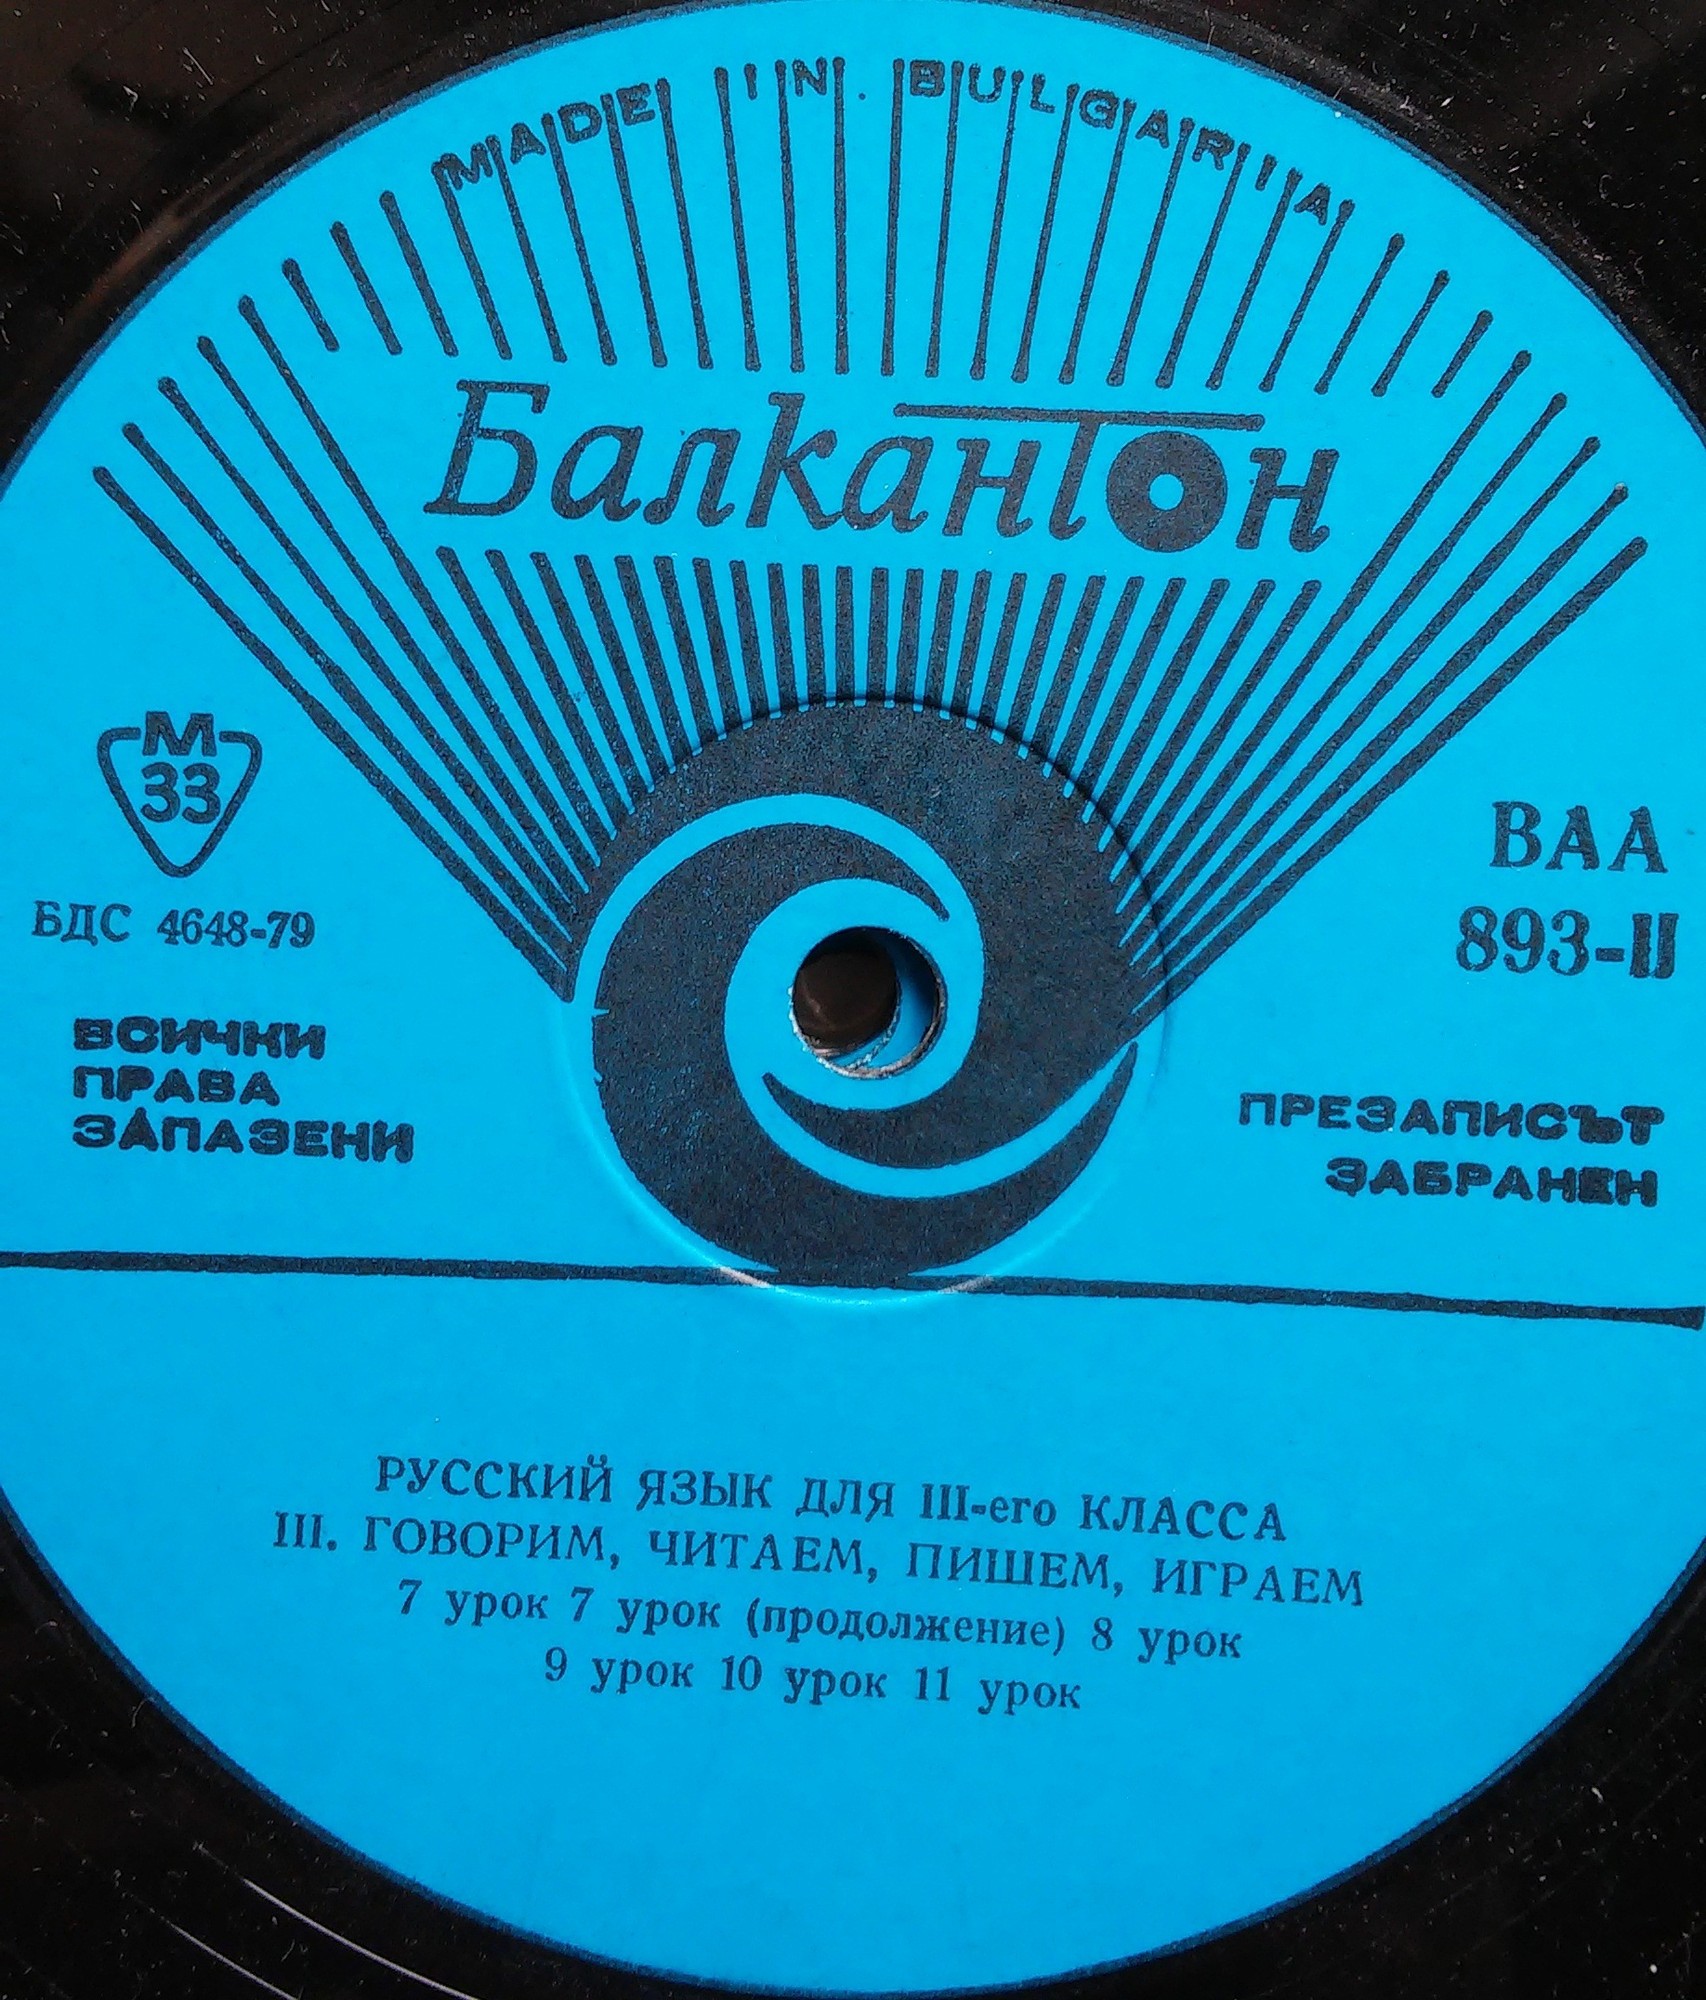 MADE IN BULGARIA
Балкантон
М
33
БДС 4648-79
ВСИЧКИ
ПРАВА
ЗАПАЗЕНИ
ВАА
893-II
ПРЕЗАПИСЪТ
ЗАБРАНЕН
РУССКИЙ ЯЗЫК ДЛЯ III-его КЛАССА
III. ГОВОРИМ, ЧИТАЕМ, ПИШЕМ, ИГРАЕМ
7 урок 7 урок (продолжение) 8 урок
9 урок 10 урок 11 урок